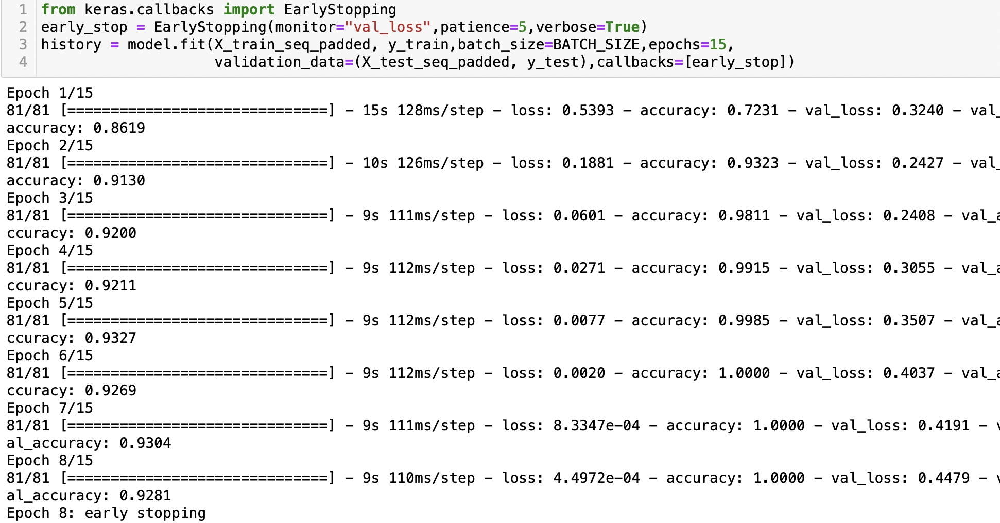 1 from keras.callbacks import EarlyStopping
2 early_stop = EarlyStopping(monitor="val_loss",patience=5,verbose=True)
3 history = model.fit(X_train_seq_padded, y_train,batch_size=BATCH_SIZE,epochs=15,
4                     validation_data=(X_test_seq_padded, y_test),callbacks=[early_stop])
Epoch 1/15
81/81 [==============================] - 15s 128ms/step - loss: 0.5393 - accuracy: 0.7231 - val_loss: 0.3240 - val_
accuracy: 0.8619
Epoch 2/15
81/81 [==============================] - 10s 126ms/step - loss: 0.1881 - accuracy: 0.9323 - val_loss: 0.2427 - val_
accuracy: 0.9130
Epoch 3/15
81/81 [==============================] - 9s 111ms/step - loss: 0.0601 - accuracy: 0.9811 - val_loss: 0.2408 - val_a
ccuracy: 0.9200
Epoch 4/15
81/81 [==============================] - 9s 112ms/step - loss: 0.0271 - accuracy: 0.9915 - val_loss: 0.3055 - val_a
ccuracy: 0.9211
Epoch 5/15
81/81 [==============================] - 9s 112ms/step - loss: 0.0077 - accuracy: 0.9985 - val_loss: 0.3507 - val_a
ccuracy: 0.9327
Epoch 6/15
81/81 [==============================] - 9s 112ms/step - loss: 0.0020 - accuracy: 1.0000 - val_loss: 0.4037 - val_a
ccuracy: 0.9269
Epoch 7/15
81/81 [==============================] - 9s 111ms/step - loss: 8.3347e-04 - accuracy: 1.0000 - val_loss: 0.4191 - v
al_accuracy: 0.9304
Epoch 8/15
81/81 [==============================] - 9s 110ms/step - loss: 4.4972e-04 - accuracy: 1.0000 - val_loss: 0.4479 - v
al_accuracy: 0.9281
Epoch 8: early stopping